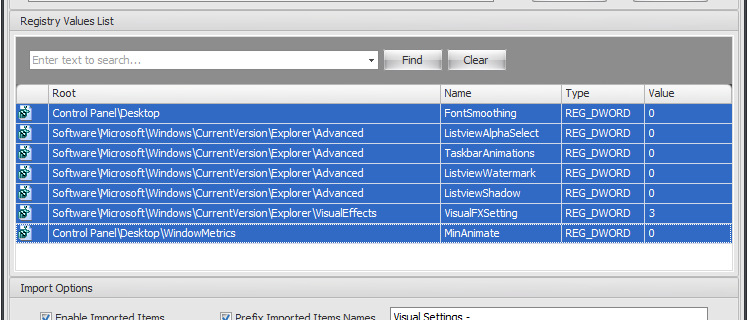 Registry Values List
Enter text to search... Find Clear
Root Name Type Value
Control Panel\Desktop FontSmoothing REG_DWORD 0
Software\Microsoft\Windows\CurrentVersion\Explorer\Advanced ListviewAlphaSelect REG_DWORD 0
Software\Microsoft\Windows\CurrentVersion\Explorer\Advanced TaskbarAnimations REG_DWORD 0
Software\Microsoft\Windows\CurrentVersion\Explorer\Advanced ListviewWatermark REG_DWORD 0
Software\Microsoft\Windows\CurrentVersion\Explorer\Advanced ListviewShadow REG_DWORD 0
Software\Microsoft\Windows\CurrentVersion\Explorer\VisualEffects VisualFXSetting REG_DWORD 3
Control Panel\Desktop\WindowMetrics MinAnimate REG_DWORD 0
Import Options
Enable Imported Items Prefix Imported Items Names Visual Settings -